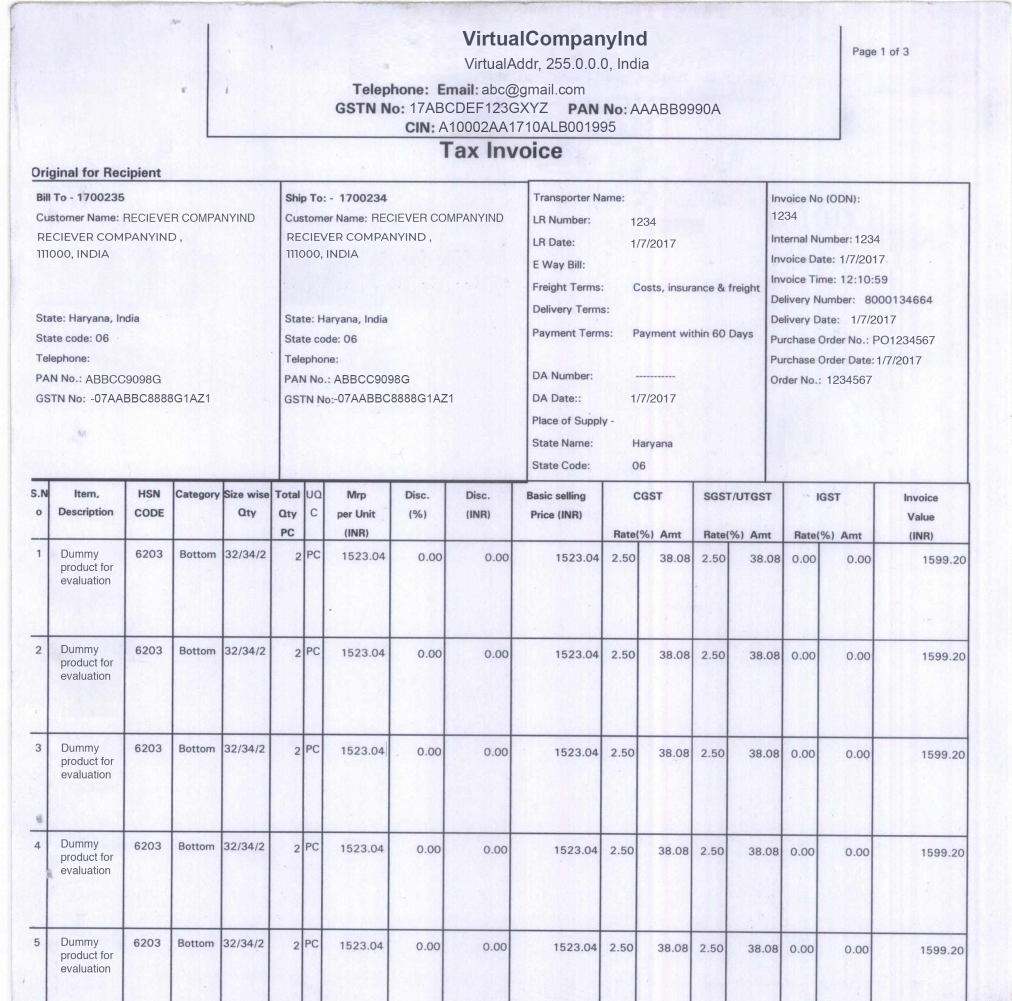 VirtualCompanyInd
VirtualAddr, 255.0.0.0, India
Page 1 of 3
Telephone: Email: abc@gmail.com
GSTN No: 17ABCDEF123GXYZ PAN No: AAABB9990A
CIN: A10002AA1710ALB001995
Tax Invoice
Original for Recipient
Bill To - 1700235
Customer Name: RECIEVER COMPANYIND
RECIEVER COMPANYIND ,
111000, INDIA
State: Haryana, India
State code: 06
Telephone:
PAN No.: ABBCC9098G
GSTN No: -07AABBC8888G1AZ1
Ship To: - 1700234
Customer Name: RECIEVER COMPANYIND
RECIEVER COMPANYIND ,
111000, INDIA
State: Haryana, India
State code: 06
Telephone:
PAN No.: ABBCC9098G
GSTN No:-07AABBC8888G1AZ1
Transporter Name:
LR Number: 1234
LR Date: 1/7/2017
E Way Bill:
Freight Terms: Costs, insurance & freight
Delivery Terms:
Payment Terms: Payment within 60 Days
DA Number: ----------
DA Date:: 1/7/2017
Place of Supply -
State Name: Haryana
State Code: 06
Invoice No (ODN):
1234
Internal Number: 1234
Invoice Date: 1/7/2017
Invoice Time: 12:10:59
Delivery Number: 8000134664
Delivery Date: 1/7/2017
Purchase Order No.: PO1234567
Purchase Order Date: 1/7/2017
Order No.: 1234567
S.N Item, HSN Category Size wise Total UQ Mrp Disc. Disc. Basic selling CGST SGST/UTGST IGST Invoice
o Description CODE Qty Qty C per Unit (%) (INR) Price (INR) Value
PC (INR) Rate(%) Amt Rate(%) Amt Rate(%) Amt (INR)
1 Dummy 6203 Bottom 32/34/2 2 PC 1523.04 0.00 0.00 1523.04 2.50 38.08 2.50 38.08 0.00 0.00 1599.20
product for
evaluation
2 Dummy 6203 Bottom 32/34/2 2 PC 1523.04 0.00 0.00 1523.04 2.50 38.08 2.50 38.08 0.00 0.00 1599.20
product for
evaluation
3 Dummy 6203 Bottom 32/34/2 2 PC 1523.04 0.00 0.00 1523.04 2.50 38.08 2.50 38.08 0.00 0.00 1599.20
product for
evaluation
4 Dummy 6203 Bottom 32/34/2 2 PC 1523.04 0.00 0.00 1523.04 2.50 38.08 2.50 38.08 0.00 0.00 1599.20
product for
evaluation
5 Dummy 6203 Bottom 32/34/2 2 PC 1523.04 0.00 0.00 1523.04 2.50 38.08 2.50 38.08 0.00 0.00 1599.20
product for
evaluation